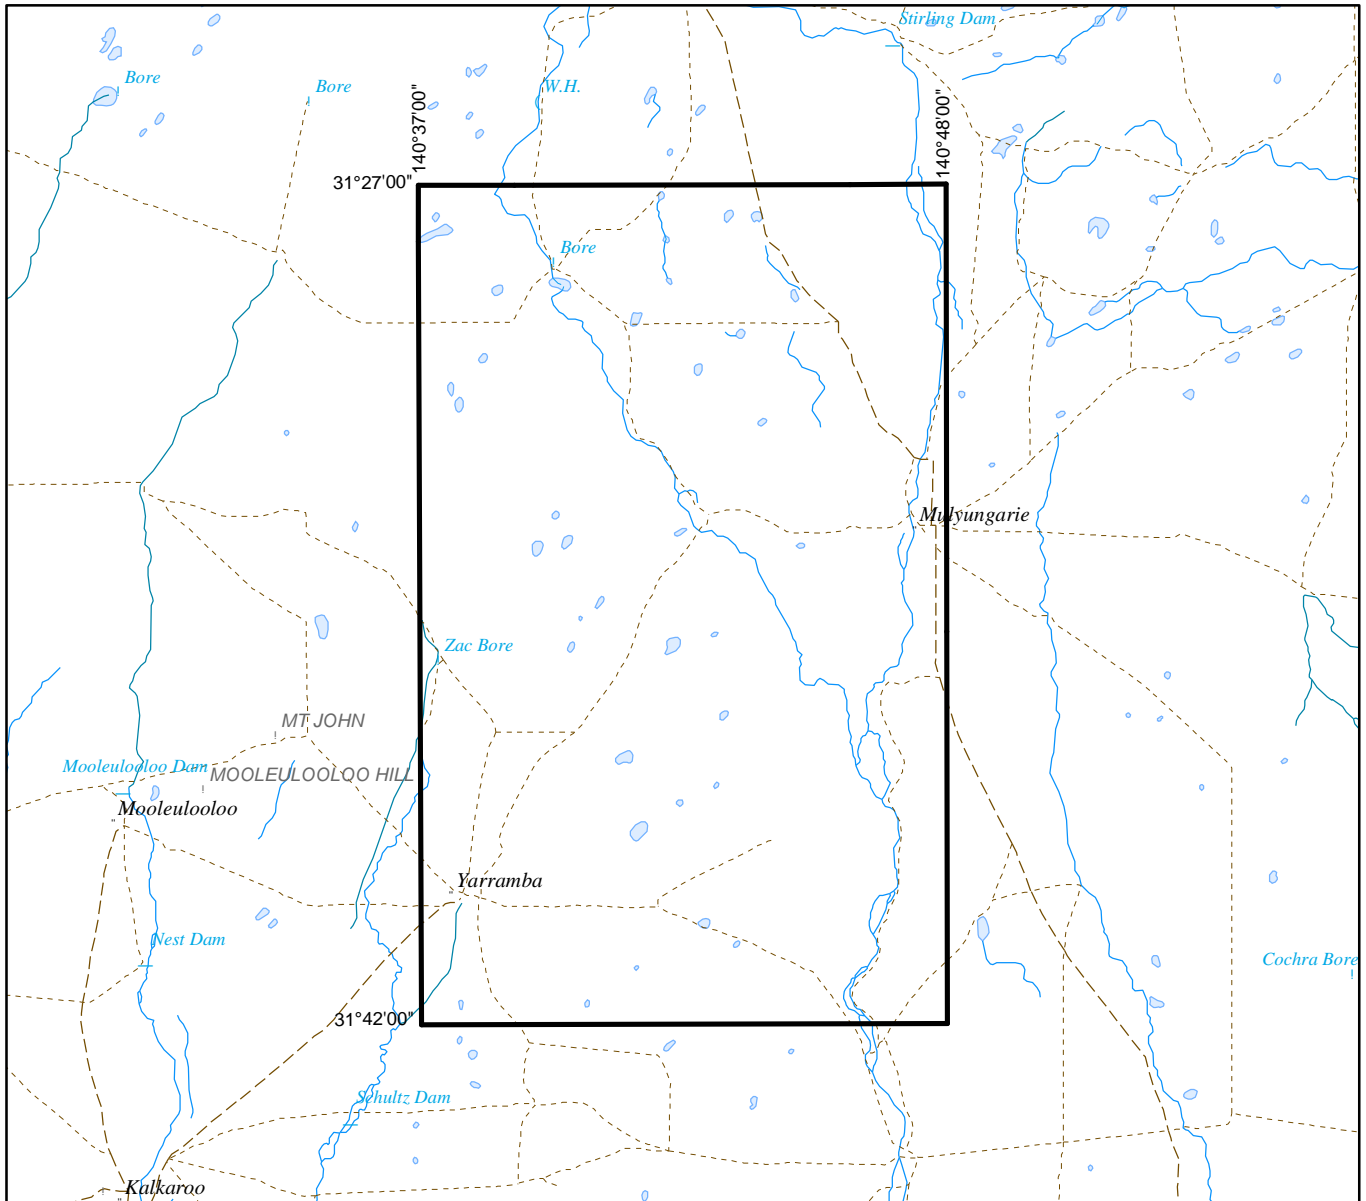 Stirling Dam
Bore
Bore
W.H.
140°37'00"
140°48'00"
31°27'00"
Bore
Mulyungarie
Zac Bore
MT JOHN
Mooleulooloo Dam
MOOLEULOOLOO HILL
Mooleulooloo
Yarramba
Nest Dam
Cochra Bore
31°42'00"
Schultz Dam
Kalkaroo